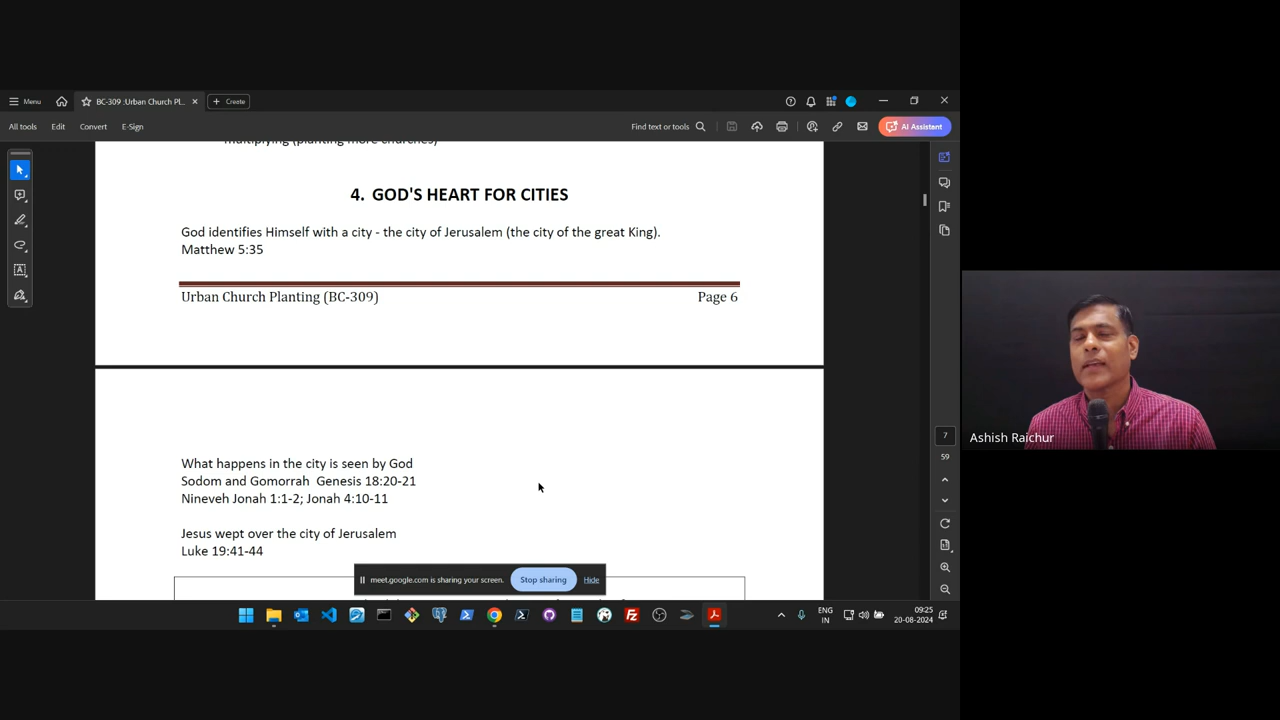 Menu
BC-309 :Urban Church Pl...
Create
All tools
Edit
Convert
E-Sign
Find text or tools
AI Assistant
multiplying (planting more churches)
4. GOD'S HEART FOR CITIES
God identifies Himself with a city - the city of Jerusalem (the city of the great King).
Matthew 5:35
Urban Church Planting (BC-309)
Page 6
What happens in the city is seen by God
Sodom and Gomorrah Genesis 18:20-21
Nineveh Jonah 1:1-2; Jonah 4:10-11
Jesus wept over the city of Jerusalem
Luke 19:41-44
meet.google.com is sharing your screen.
Stop sharing
Hide
7
59
Ashish Raichur
ENG
IN
09:25
20-08-2024